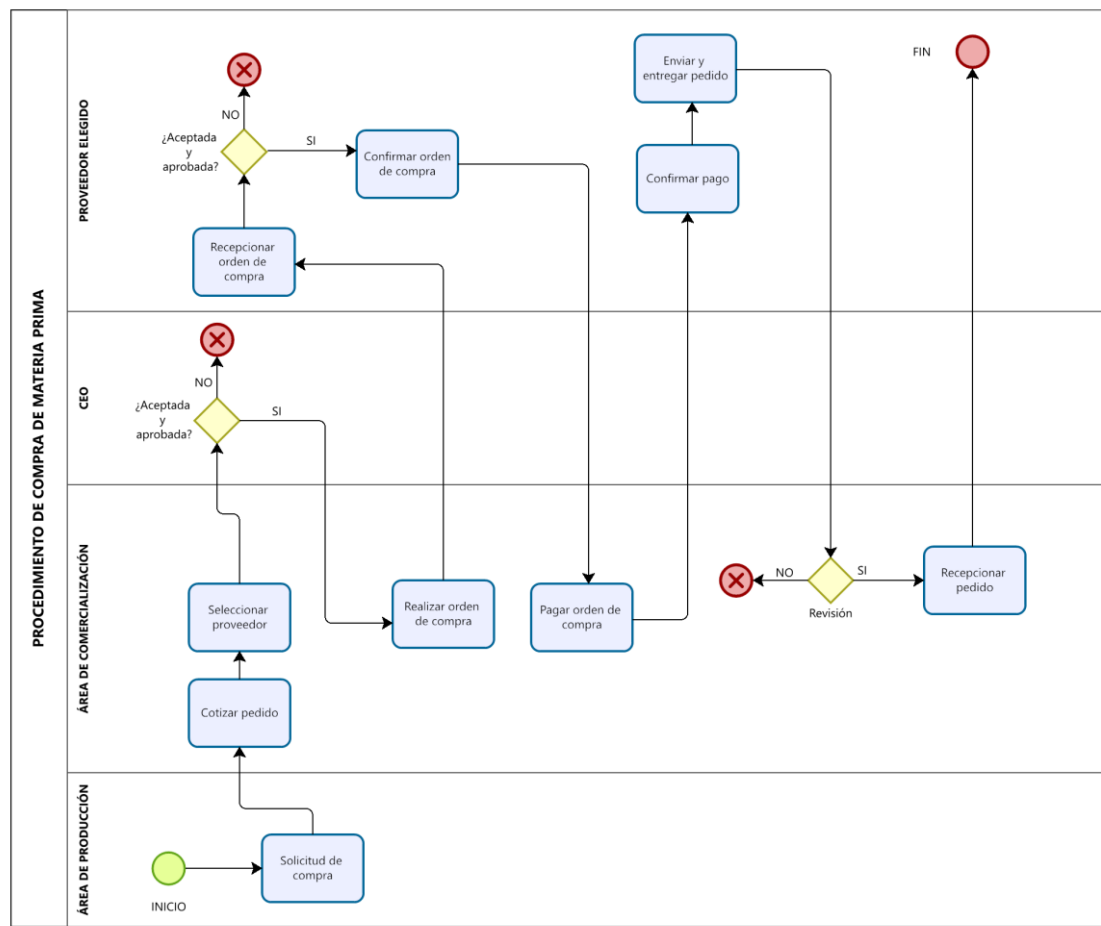 PROCEDIMIENTO DE COMPRA DE MATERIA PRIMA
PROVEEDOR ELEGIDO
NO
¿Aceptada
y
aprobada?
SI
Confirmar orden
de compra
Recepcionar
orden de
compra
Enviar y
entregar pedido
Confirmar pago
FIN
CEO
NO
¿Aceptada
y
aprobada?
SI
ÁREA DE COMERCIALIZACIÓN
Seleccionar
proveedor
Cotizar pedido
Realizar orden
de compra
Pagar orden de
compra
NO
SI
Revisión
Recepcionar
pedido
ÁREA DE PRODUCCIÓN
INICIO
Solicitud de
compra